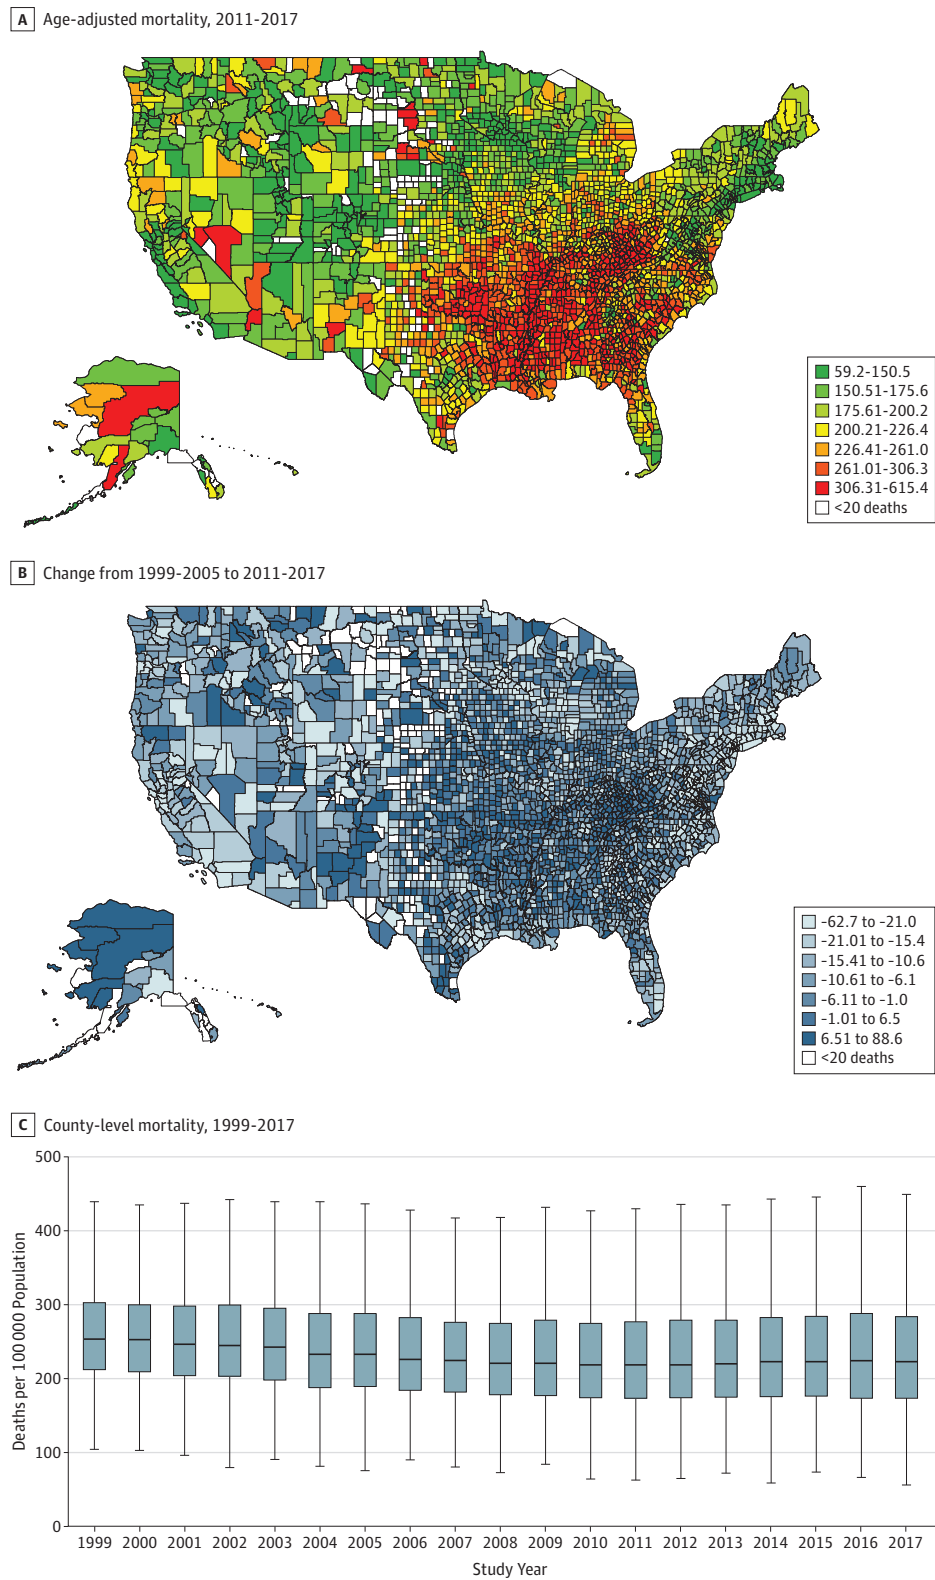 A Age-adjusted mortality, 2011-2017
59.2-150.5
150.51-175.6
175.61-200.2
200.21-226.4
226.41-261.0
261.01-306.3
306.31-615.4
<20 deaths
B Change from 1999-2005 to 2011-2017
-62.7 to -21.0
-21.01 to -15.4
-15.41 to -10.6
-10.61 to -6.1
-6.11 to -1.0
-1.01 to 6.5
6.51 to 88.6
<20 deaths
C County-level mortality, 1999-2017
Deaths per 100 000 Population
500
400
300
200
100
0
1999 2000 2001 2002 2003 2004 2005 2006 2007 2008 2009 2010 2011 2012 2013 2014 2015 2016 2017
Study Year